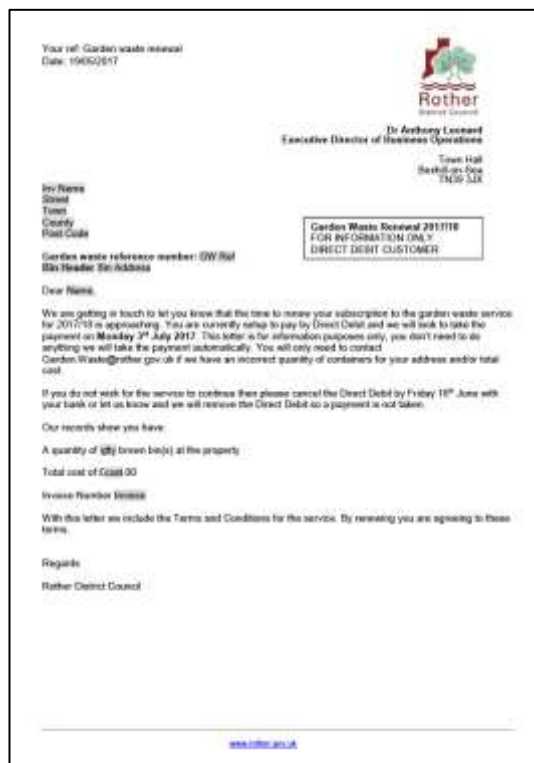 Your ref: Garden waste renewal
Date: 19/05/2017
Rother
District Council
Dr Anthony Leonard
Executive Director of Business Operations
Town Hall
Bexhill-on-Sea
TN39 3JX
Inv Name
Street
Town
County
Post Code
Garden Waste Renewal 2017/18
FOR INFORMATION ONLY
DIRECT DEBIT CUSTOMER
Garden waste reference number: GW Ref
Bin Header Bin Address
Dear Name,
We are getting in touch to let you know that the time to renew your subscription to the garden waste service
for 2017/18 is approaching. You are currently setup to pay by Direct Debit and we will look to take the
payment on Monday 3rd July 2017. This letter is for information purposes only, you don't need to do
anything we will take the payment automatically. You will only need to contact
Garden.Waste@rother.gov.uk if we have an incorrect quantity of containers for your address and/or total
cost.
If you do not wish for the service to continue then please cancel the Direct Debit by Friday 16th June with
your bank or let us know and we will remove the Direct Debit so a payment is not taken.
Our records show you have:
A quantity of qty brown bin(s) at the property
Total cost of £cost.00
Invoice Number Invoice
With this letter we include the Terms and Conditions for the service. By renewing you are agreeing to these
terms.
Regards
Rother District Council
www.rother.gov.uk